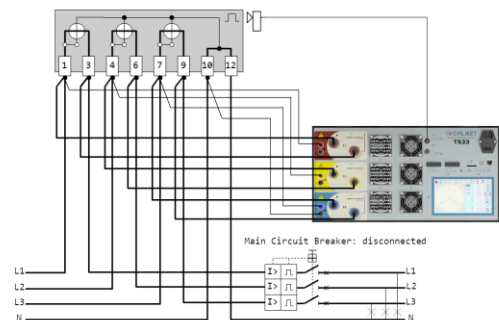 1 3 4 6 7 9 10 12
CALMET
TS33
Main Circuit Breaker: disconnected
L1 I> L1
L2 I> L2
L3 I> L3
N N